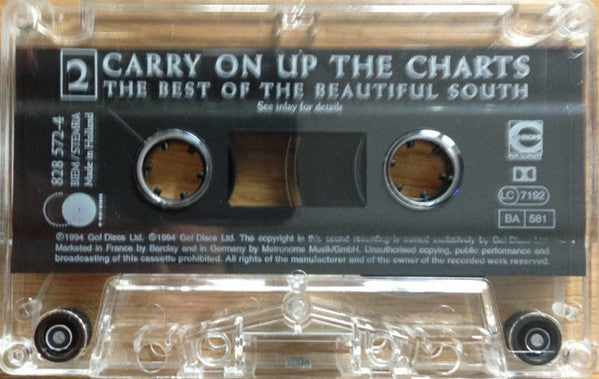 2 CARRY ON UP THE CHARTS
THE BEST OF THE BEAUTIFUL SOUTH
See inlay for details
828 572-4
BIEM/STEMRA
Made in Holland
LC 7192
BA 581
℗1994 Go! Discs Ltd. ©1994 Go! Discs Ltd. The copyright in this sound recording is owned exclusively by Go! Discs Ltd.
Marketed in France by Barclay and in Germany by Metronome Musik/GmbH. Unauthorised copying, public performance and
broadcasting of this cassette prohibited. All rights of the manufacturer and of the owner of the recorded work reserved.